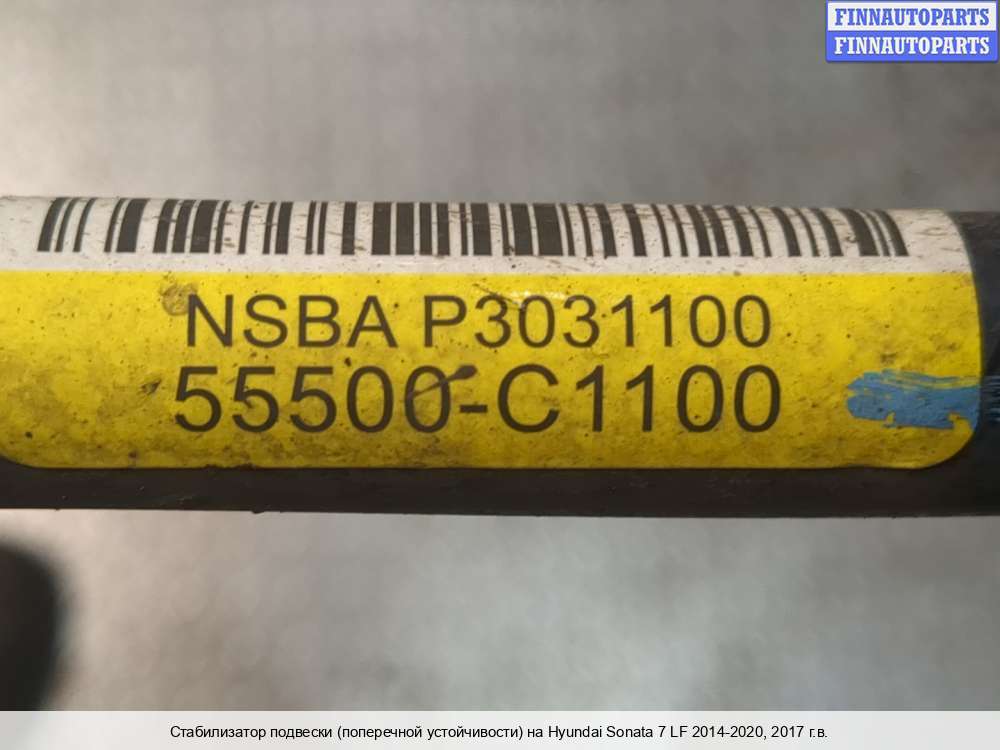 FINNAUTOPARTS
FINNAUTOPARTS
NSBA P3031100
55500-C1100
Стабилизатор подвески (поперечной устойчивости) на Hyundai Sonata 7 LF 2014-2020, 2017 г.в.